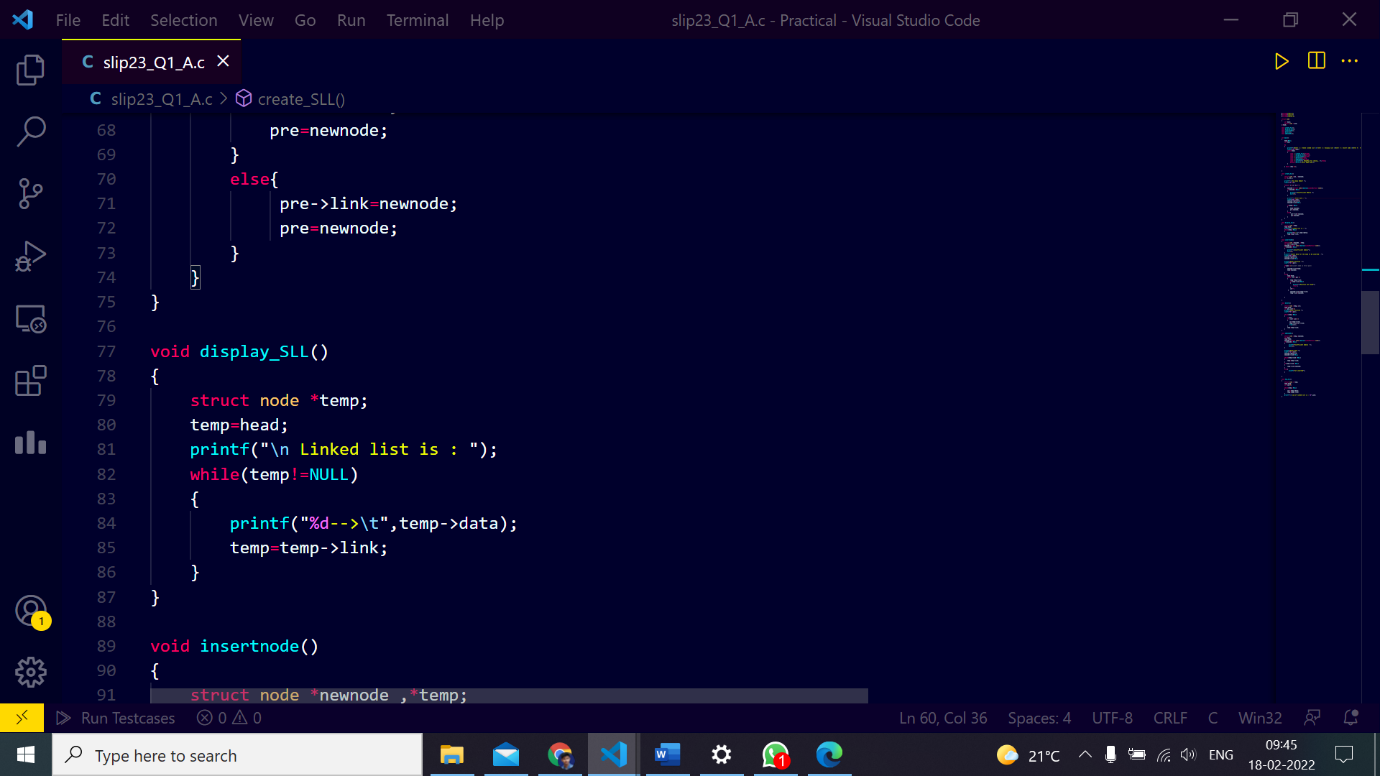 File Edit Selection View Go Run Terminal Help slip23_Q1_A.c - Practical - Visual Studio Code
C slip23_Q1_A.c
C slip23_Q1_A.c > create_SLL()
68 pre=newnode;
69 }
70 else{
71 pre->link=newnode;
72 pre=newnode;
73 }
74 }
75 }
76
77 void display_SLL()
78 {
79 struct node *temp;
80 temp=head;
81 printf("\n Linked list is : ");
82 while(temp!=NULL)
83 {
84 printf("%d-->\t",temp->data);
85 temp=temp->link;
86 }
87 }
88
89 void insertnode()
90 {
91 struct node *newnode ,*temp;
1
Run Testcases 0 0 Ln 60, Col 36 Spaces: 4 UTF-8 CRLF C Win32
Type here to search
1
21°C ENG 09:45
18-02-2022